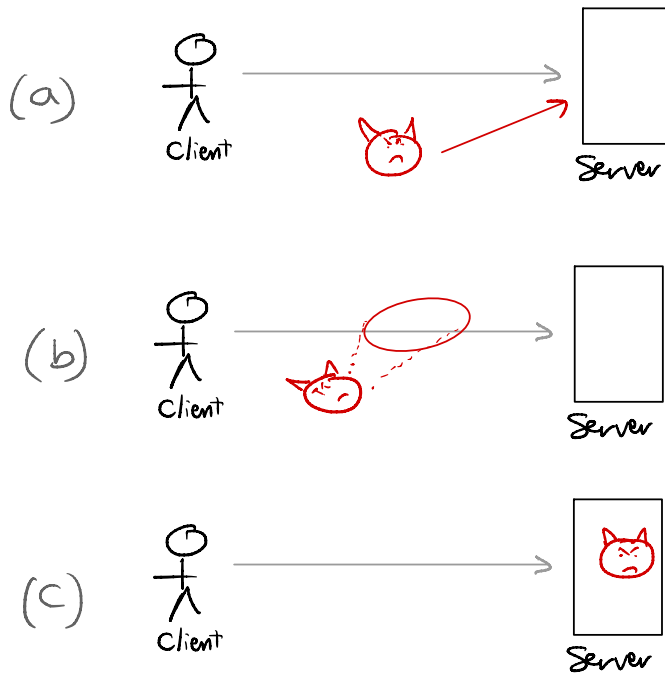 (a)
Client
Server
(b)
Client
Server
(c)
Client
Server